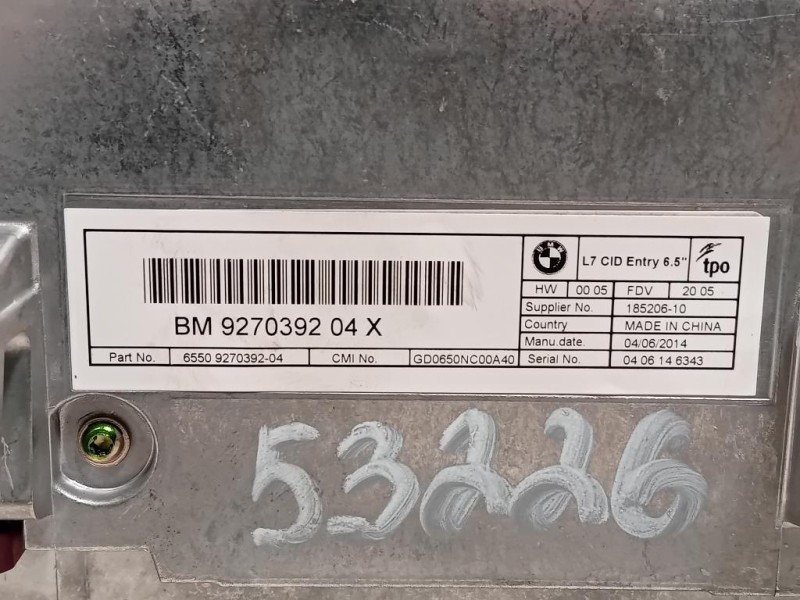 BMW
L7 CID Entry 6.5"
tpo
HW 00 05 FDV 20 05
BM 9270392 04 X
Supplier No. 185206-10
Country MADE IN CHINA
Manu.date. 04/06/2014
Part No. 6550 9270392-04 CMI No. GD0650NC00A40 Serial No. 04 06 14 6343
53226